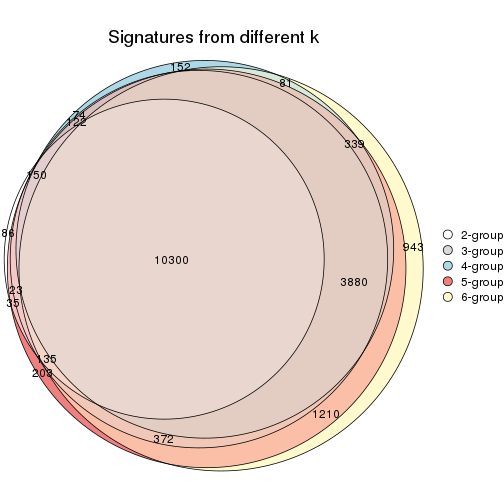 Signatures from different k
152
81
74
122
339
150
86
943
10300
3880
23
35
135
203
1210
372
2-group
3-group
4-group
5-group
6-group